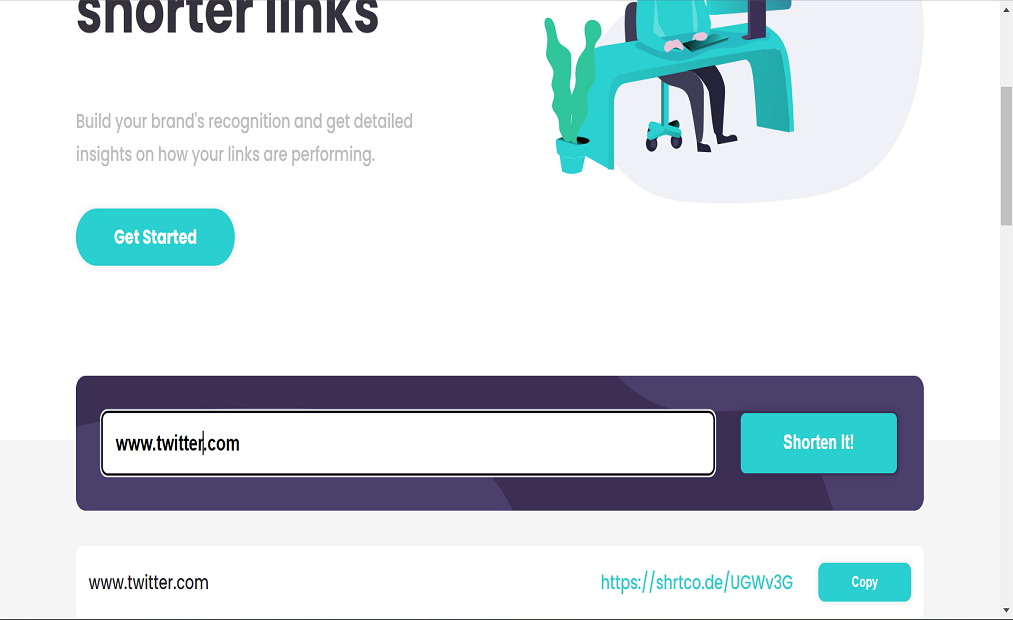 shorter links
Build your brand's recognition and get detailed
insights on how your links are performing.
Get Started
www.twitter.com
Shorten It!
www.twitter.com
https://shrtco.de/UGWv3G
Copy